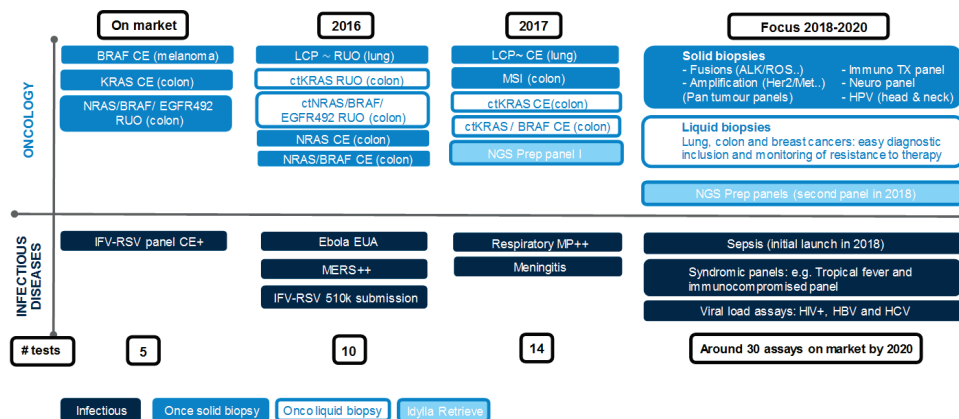 On market
2016
2017
Focus 2018-2020
ONCOLOGY
BRAF CE (melanoma)
KRAS CE (colon)
NRAS/BRAF/ EGFR492
RUO (colon)
LCP ~ RUO (lung)
ctKRAS RUO (colon)
ctNRAS/BRAF/
EGFR492 RUO (colon)
NRAS CE (colon)
NRAS/BRAF CE (colon)
LCP~ CE (lung)
MSI (colon)
ctKRAS CE(colon)
ctKRAS / BRAF CE (colon)
NGS Prep panel I
Solid biopsies
- Fusions (ALK/ROS..)
- Amplification (Her2/Met..)
(Pan tumour panels)
- Immuno TX panel
- Neuro panel
- HPV (head & neck)
Liquid biopsies
Lung, colon and breast cancers: easy diagnostic
inclusion and monitoring of resistance to therapy
NGS Prep panels (second panel in 2018)
INFECTIOUS
DISEASES
IFV-RSV panel CE+
Ebola EUA
MERS++
IFV-RSV 510k submission
Respiratory MP++
Meningitis
Sepsis (initial launch in 2018)
Syndromic panels: e.g. Tropical fever and
immunocompromised panel
Viral load assays: HIV+, HBV and HCV
# tests
5
10
14
Around 30 assays on market by 2020
Infectious
Once solid biopsy
Onco liquid biopsy
Idylla Retrieve